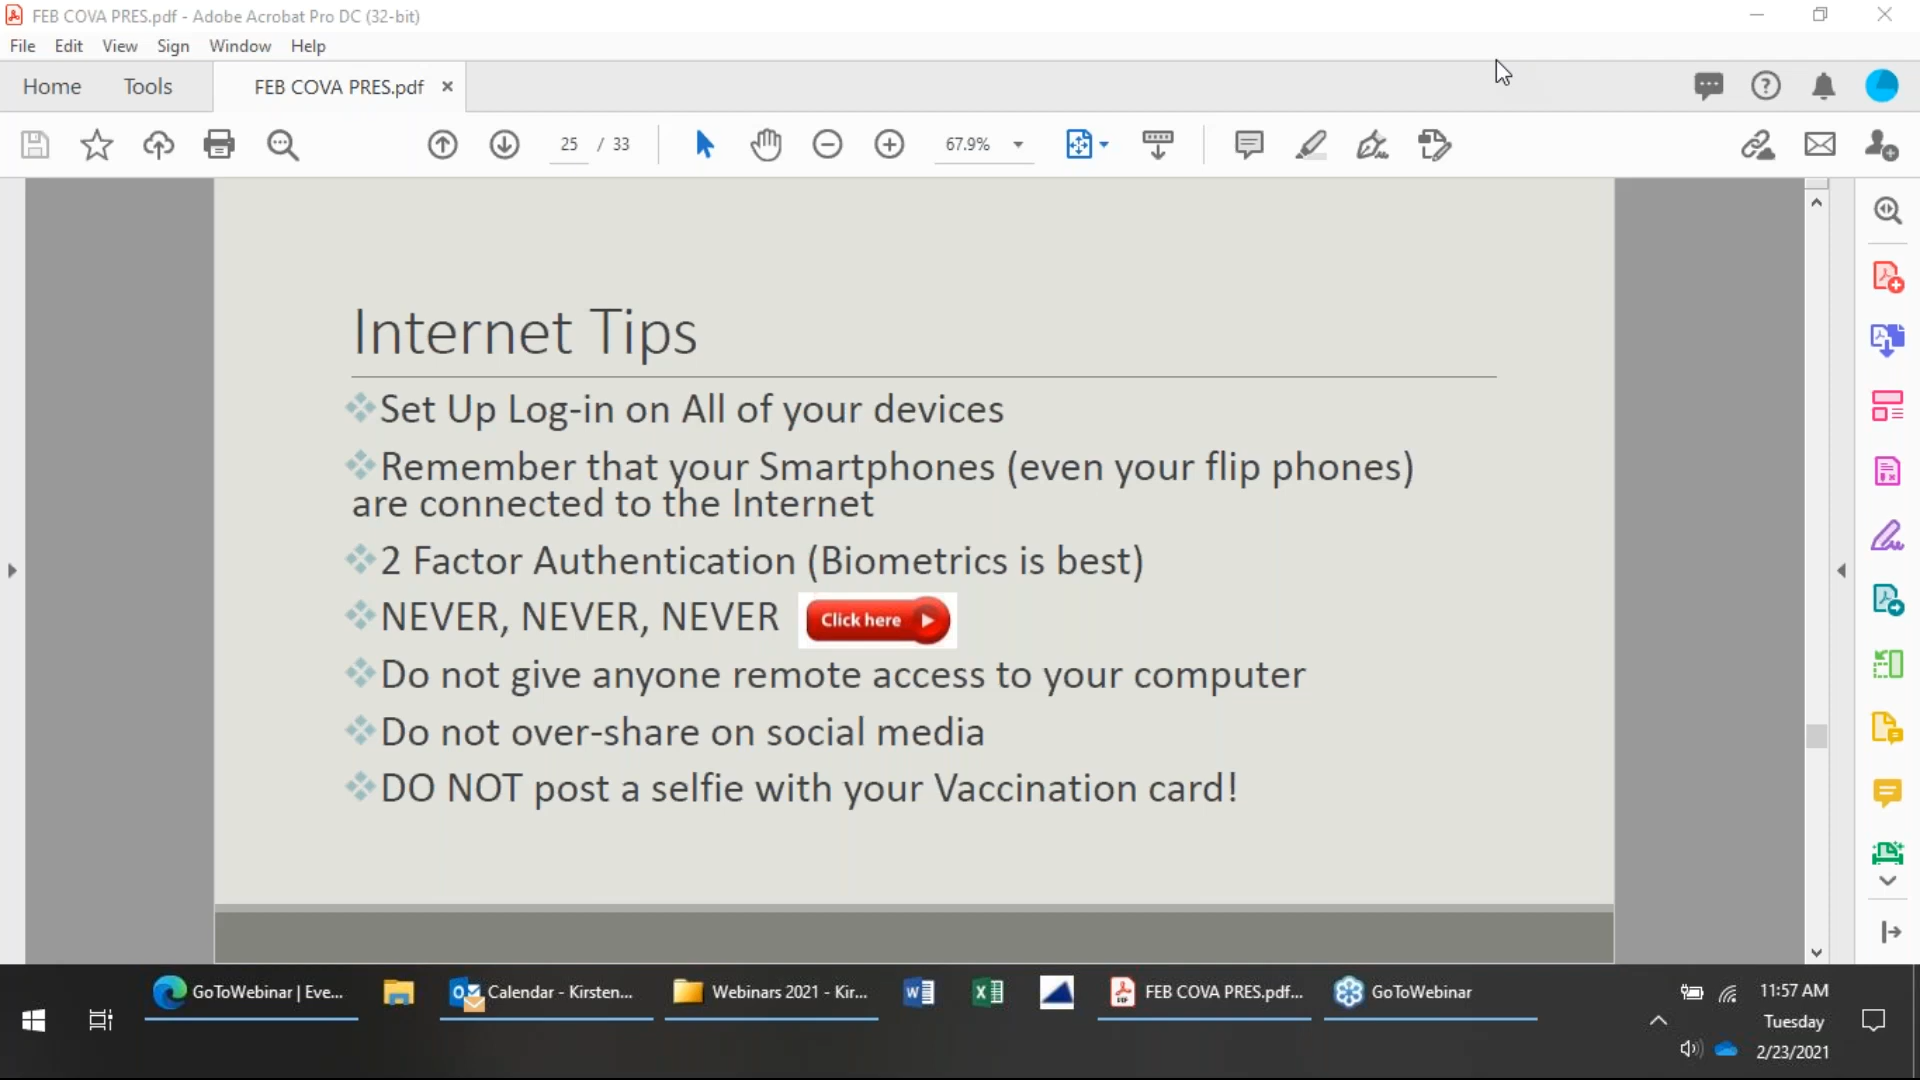 FEB COVA PRES.pdf - Adobe Acrobat Pro DC (32-bit)
File Edit View Sign Window Help
Home Tools FEB COVA PRES.pdf ×
25 / 33 67.9%
Internet Tips
Set Up Log-in on All of your devices
Remember that your Smartphones (even your flip phones)
are connected to the Internet
2 Factor Authentication (Biometrics is best)
NEVER, NEVER, NEVER Click here
Do not give anyone remote access to your computer
Do not over-share on social media
DO NOT post a selfie with your Vaccination card!
GoToWebinar | Eve... Calendar - Kirsten... Webinars 2021 - Kir... FEB COVA PRES.pdf... GoToWebinar
11:57 AM
Tuesday
2/23/2021